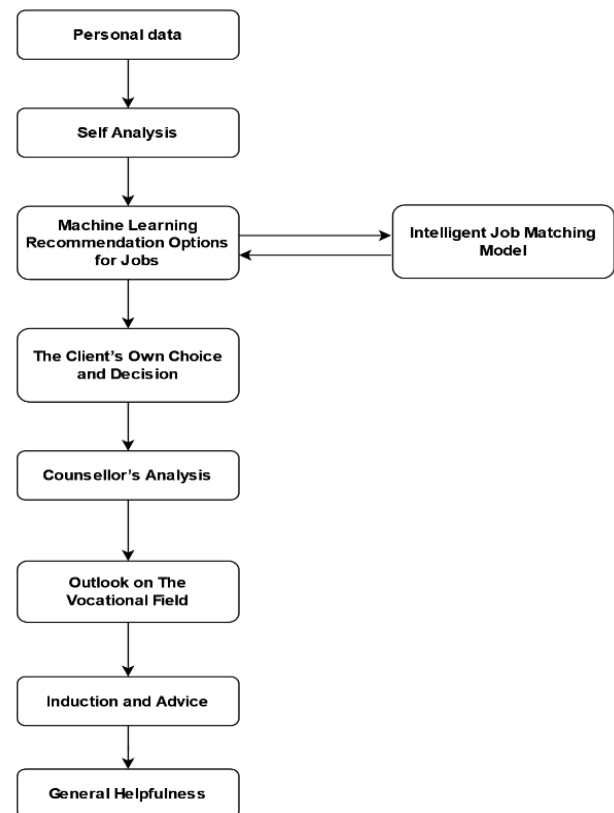 Personal data
Self Analysis
Machine Learning
Recommendation Options
for Jobs
Intelligent Job Matching
Model
The Client's Own Choice
and Decision
Counsellor's Analysis
Outlook on The
Vocational Field
Induction and Advice
General Helpfulness